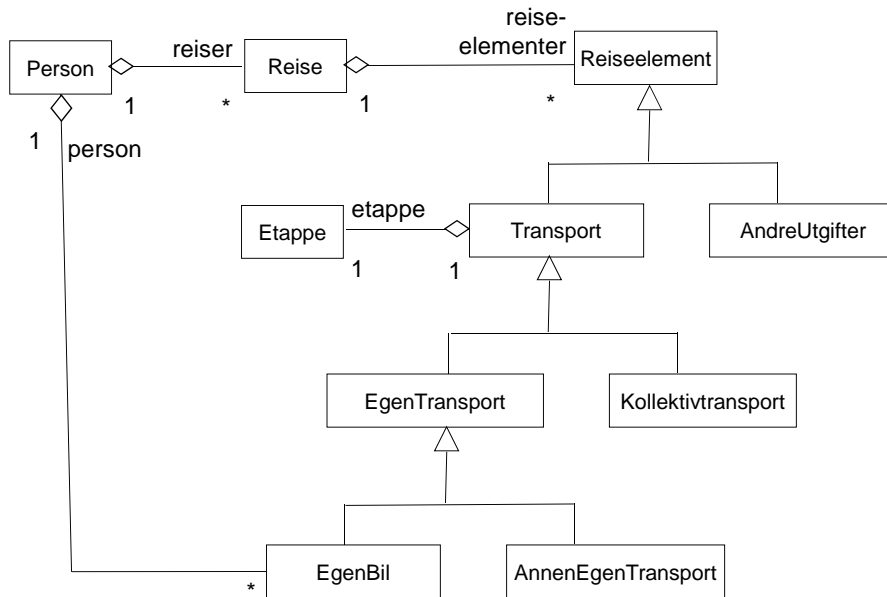 reise-
elementer
Person
reiser
Reise
Reiseelement
1
*
1
*
1
person
etappe
Etappe
Transport
AndreUtgifter
1
1
EgenTransport
Kollektivtransport
EgenBil
AnnenEgenTransport
*